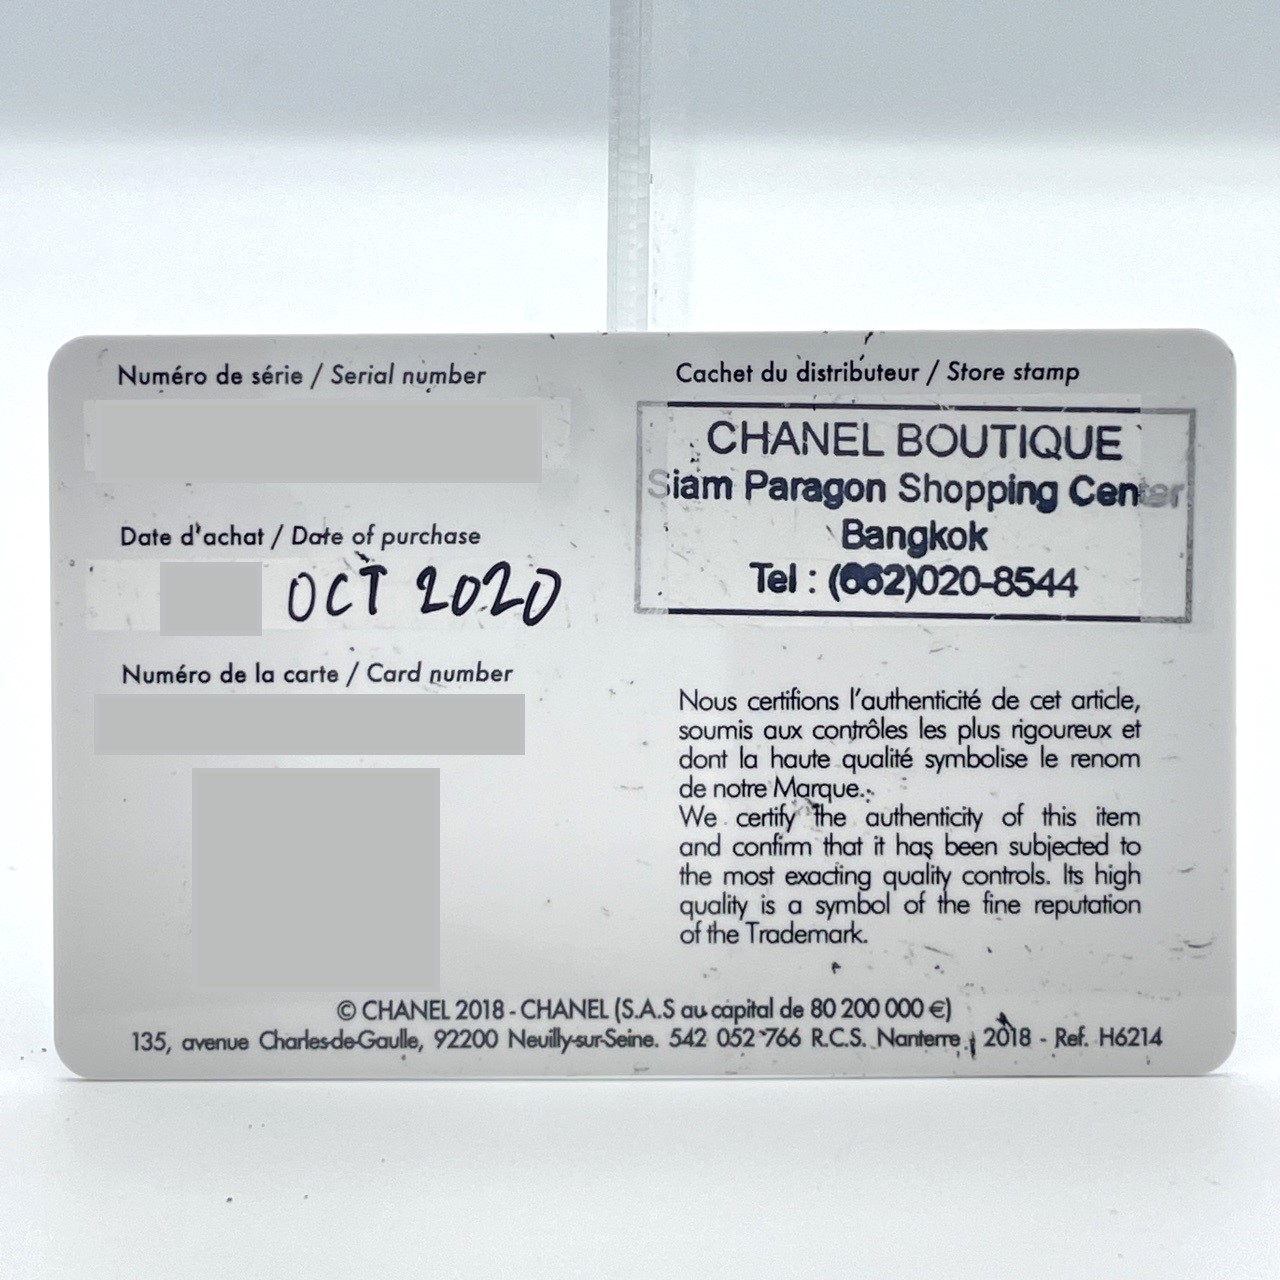 Numéro de série / Serial number
Date d'achat / Date of purchase
OCT 2020
Numéro de la carte / Card number
Cachet du distributeur / Store stamp
CHANEL BOUTIQUE
Siam Paragon Shopping Center
Bangkok
Tel : (662)020-8544
Nous certifions l'authenticité de cet article,
soumis aux contrôles les plus rigoureux et
dont la haute qualité symbolise le renom
de notre Marque.
We certify the authenticity of this item
and confirm that it has been subjected to
the most exacting quality controls. Its high
quality is a symbol of the fine reputation
of the Trademark.
© CHANEL 2018 - CHANEL (S.A.S au capital de 80 200 000 €)
135, avenue Charles-de-Gaulle, 92200 Neuilly-sur-Seine. 542 052 766 R.C.S. Nanterre, 2018 - Ref. H6214